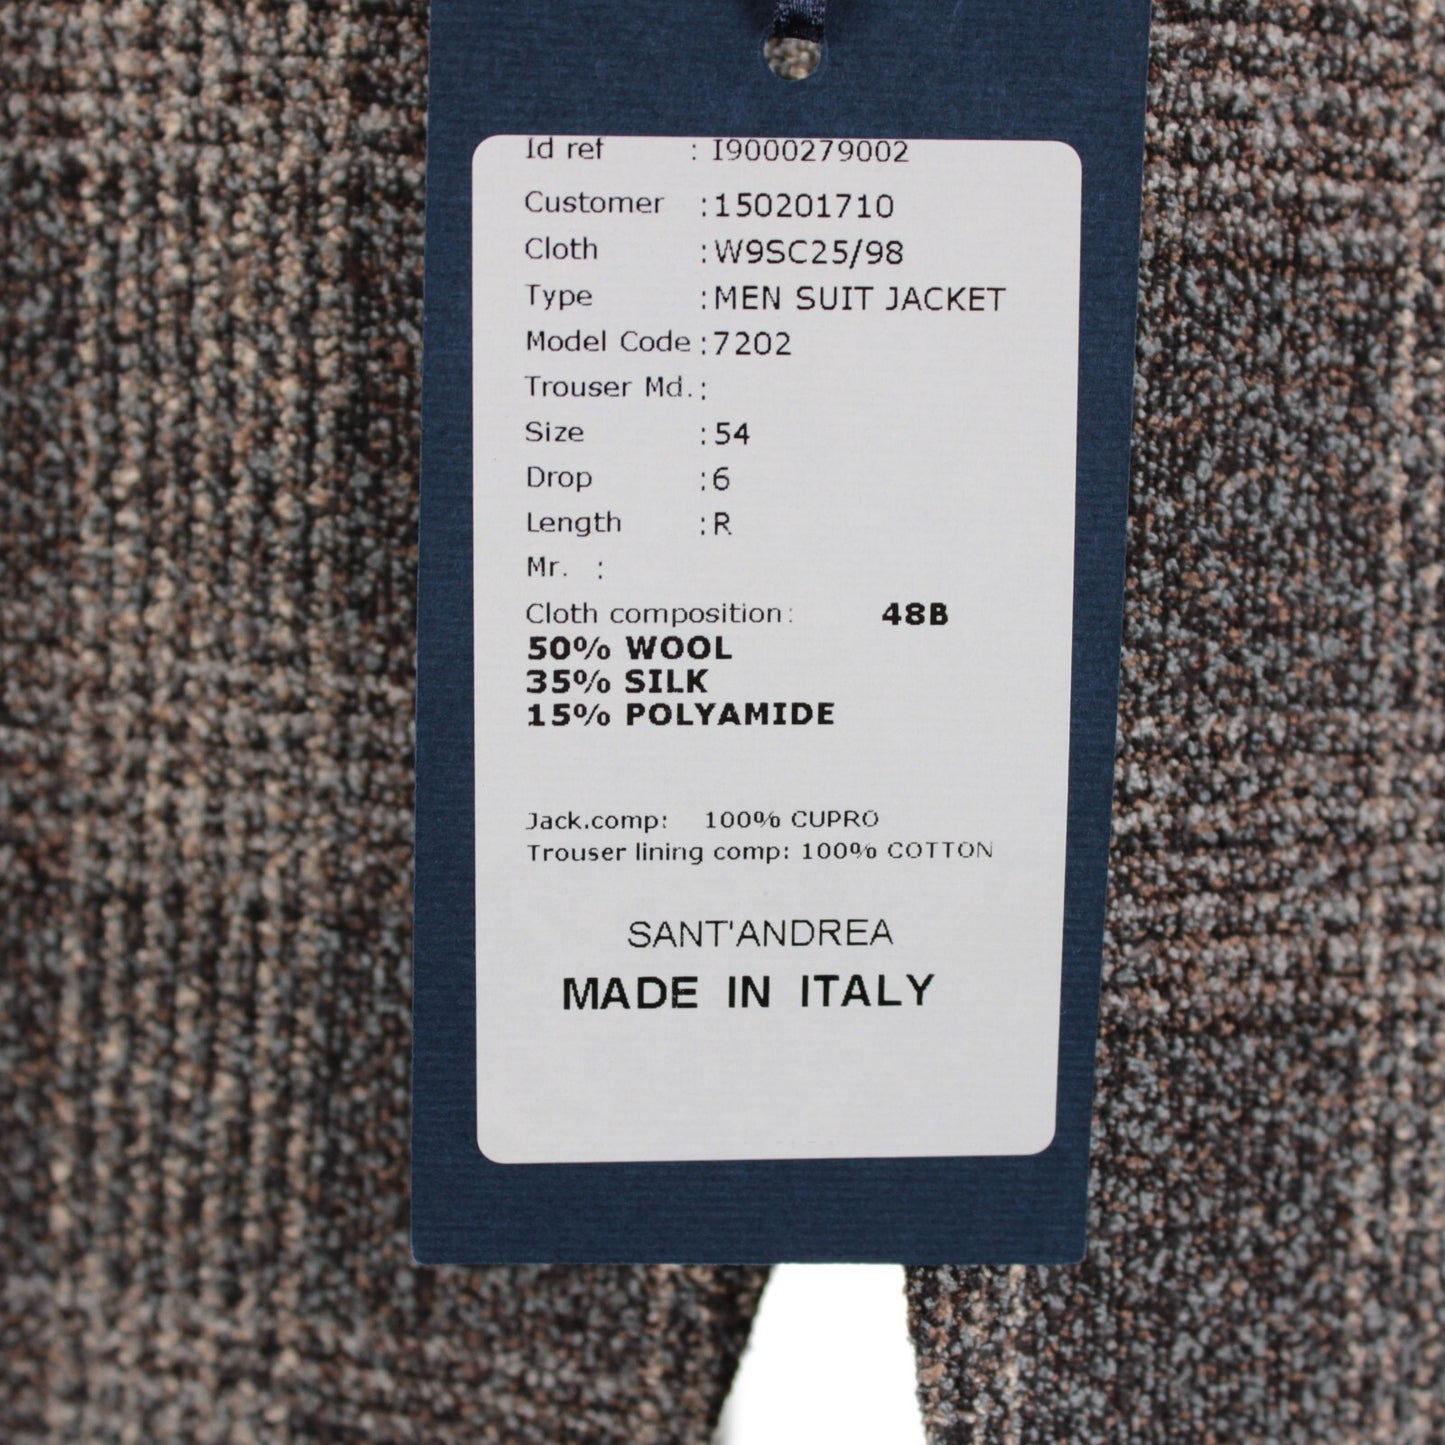 Id ref : I9000279002
Customer :150201710
Cloth :W9SC25/98
Type :MEN SUIT JACKET
Model Code :7202
Trouser Md. :
Size :54
Drop :6
Length :R
Mr. :
Cloth composition: 48B
50% WOOL
35% SILK
15% POLYAMIDE
Jack.comp: 100% CUPRO
Trouser lining comp: 100% COTTON
SANT'ANDREA
MADE IN ITALY